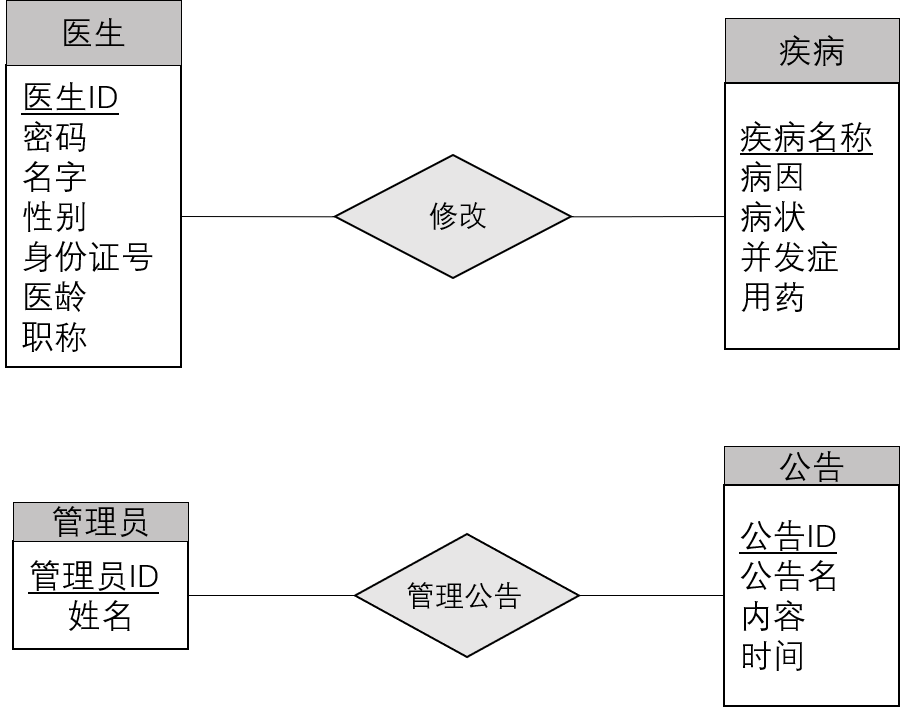 医生
医生ID
密码
名字
性别
身份证号
医龄
职称
修改
疾病
疾病名称
病因
病状
并发症
用药
管理员
管理员ID
姓名
管理公告
公告
公告ID
公告名
内容
时间